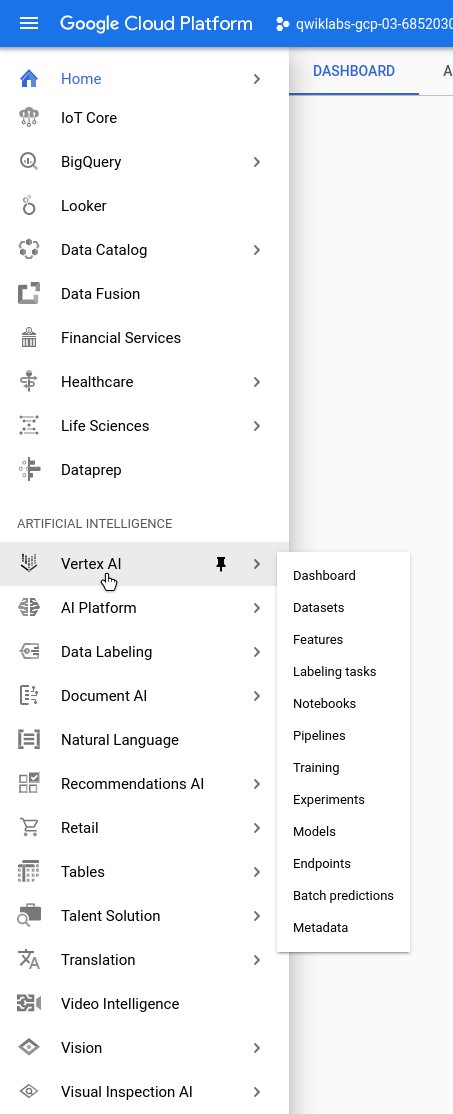 Google Cloud Platform
qwiklabs-gcp-03-6852030
DASHBOARD
A
Home
IoT Core
BigQuery
Looker
Data Catalog
Data Fusion
Financial Services
Healthcare
Life Sciences
Dataprep
ARTIFICIAL INTELLIGENCE
Vertex AI
AI Platform
Data Labeling
Document AI
Natural Language
Recommendations AI
Retail
Tables
Talent Solution
Translation
Video Intelligence
Vision
Visual Inspection AI
Dashboard
Datasets
Features
Labeling tasks
Notebooks
Pipelines
Training
Experiments
Models
Endpoints
Batch predictions
Metadata